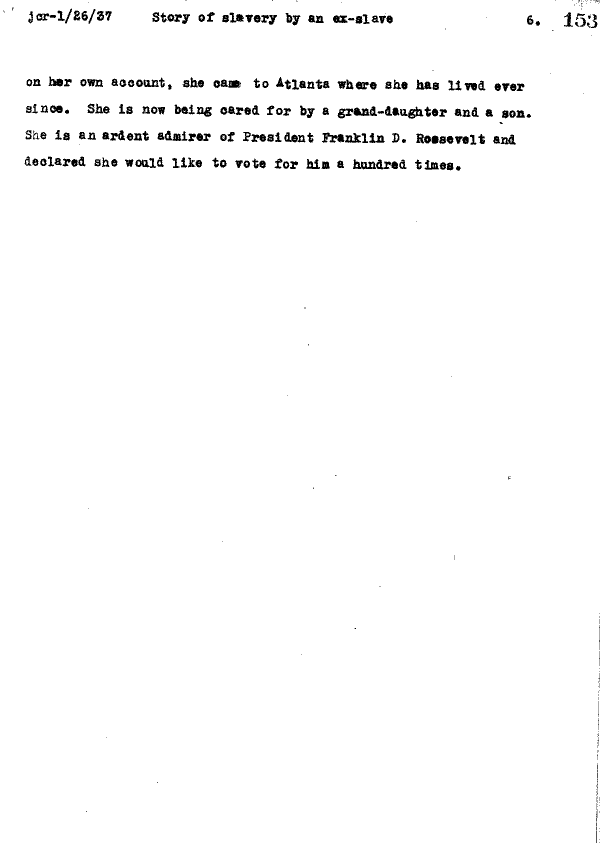 jcr-1/26/37 Story of slavery by an ex-slave 6. 153
on her own account, she came to Atlanta where she has lived ever
since. She is now being cared for by a grand-daughter and a son.
She is an ardent admirer of President Franklin D. Roosevelt and
declared she would like to vote for him a hundred times.